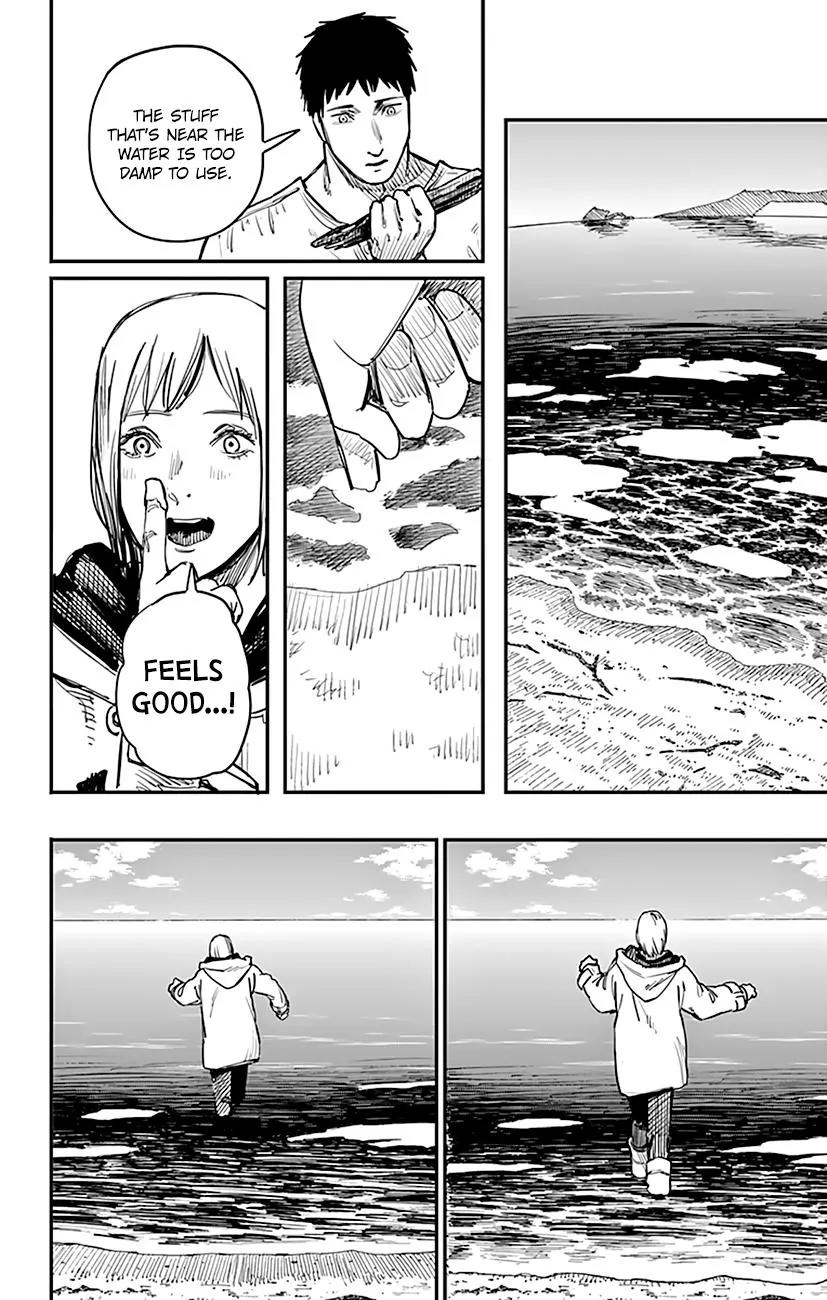 THE STUFF
THAT'S NEAR THE
WATER IS TOO
DAMP TO USE.
FEELS
GOOD...!